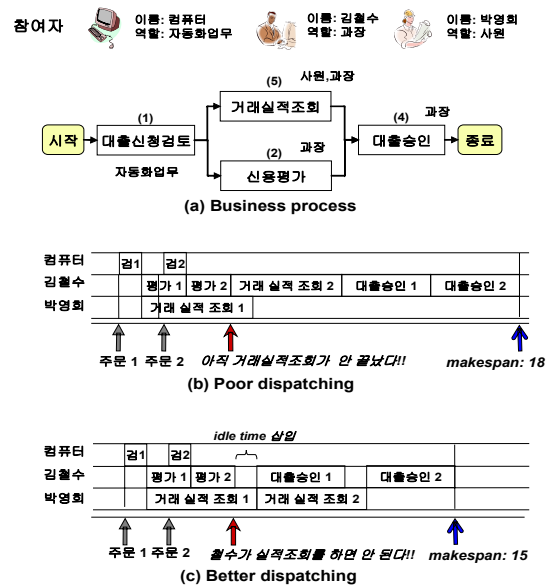 참여자
이름: 컴퓨터
역할: 자동화업무
이름: 김철수
역할: 과장
이름: 박영희
역할: 사원
(5) 사원,과장
거래실적조회
(1)
(4) 과장
시작
대출신청검토
대출승인
종료
자동화업무
(2) 과장
신용평가
(a) Business process
컴퓨터 검1 검2
김철수 평가 1 평가 2 거래 실적 조회 2 대출승인 1 대출승인 2
박영희 거래 실적 조회 1
주문 1 주문 2 아직 거래실적조회가 안 끝났다!! makespan: 18
(b) Poor dispatching
idle time 삽입
컴퓨터 검1 검2
김철수 평가 1 평가 2 대출승인 1 대출승인 2
박영희 거래 실적 조회 1 거래 실적 조회 2
주문 1 주문 2 철수가 실적조회를 하면 안 된다!! makespan: 15
(c) Better dispatching